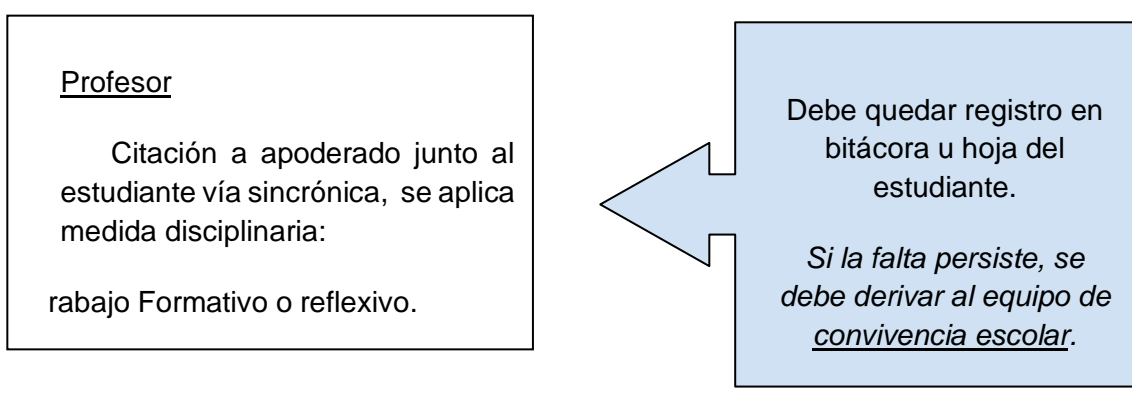 Profesor
Citación a apoderado junto al
estudiante vía sincrónica, se aplica
medida disciplinaria:
rabajo Formativo o reflexivo.
Debe quedar registro en
bitácora u hoja del
estudiante.
Si la falta persiste, se
debe derivar al equipo de
convivencia escolar.